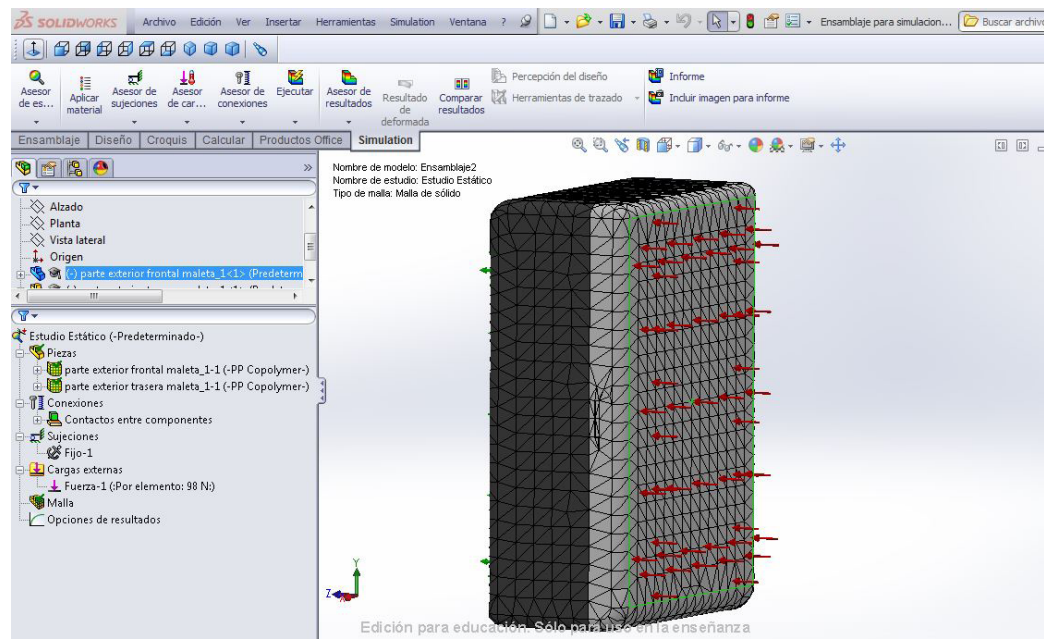 SOLIDWORKS Archivo Edición Ver Insertar Herramientas Simulation Ventana ? Ensamblaje para simulacion... Buscar archivo
Asesor de es...
Aplicar material
Asesor de sujeciones
Asesor de car...
Asesor de conexiones
Ejecutar
Asesor de resultados
Resultado de deformada
Comparar resultados
Percepción del diseño
Herramientas de trazado
Informe
Incluir imagen para informe
Ensamblaje Diseño Croquis Calcular Productos Office Simulation
Alzado
Planta
Vista lateral
Origen
(-) parte exterior frontal maleta_1<1> (Predeterm
Estudio Estático (-Predeterminado-)
Piezas
parte exterior frontal maleta_1-1 (-PP Copolymer-)
parte exterior trasera maleta_1-1 (-PP Copolymer-)
Conexiones
Contactos entre componentes
Sujeciones
Fijo-1
Cargas externas
Fuerza-1 (:Por elemento: 98 N:)
Malla
Opciones de resultados
Nombre de modelo: Ensamblaje2
Nombre de estudio: Estudio Estático
Tipo de malla: Malla de sólido
Y
Z
Edición para educación. Sólo para uso en la enseñanza